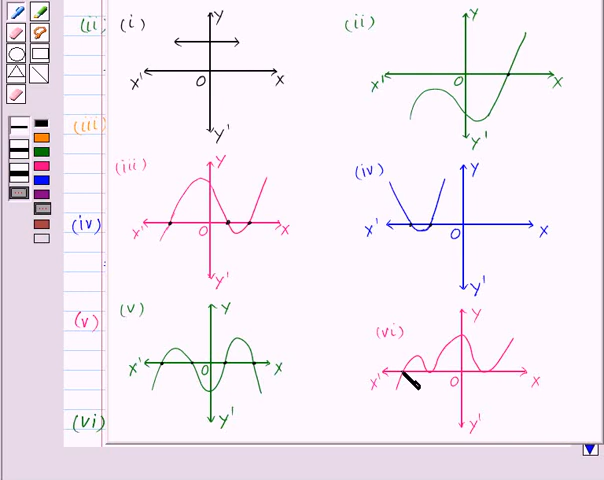 (ii) (i) Y (ii) Y
X' O X X' O X
Y' Y'
(iii) (iii) Y (iv) Y
(iv) X' O X X' O X
Y' Y'
(v) (v) Y (vi) Y
X' O X X' O X
(vi) Y' Y'